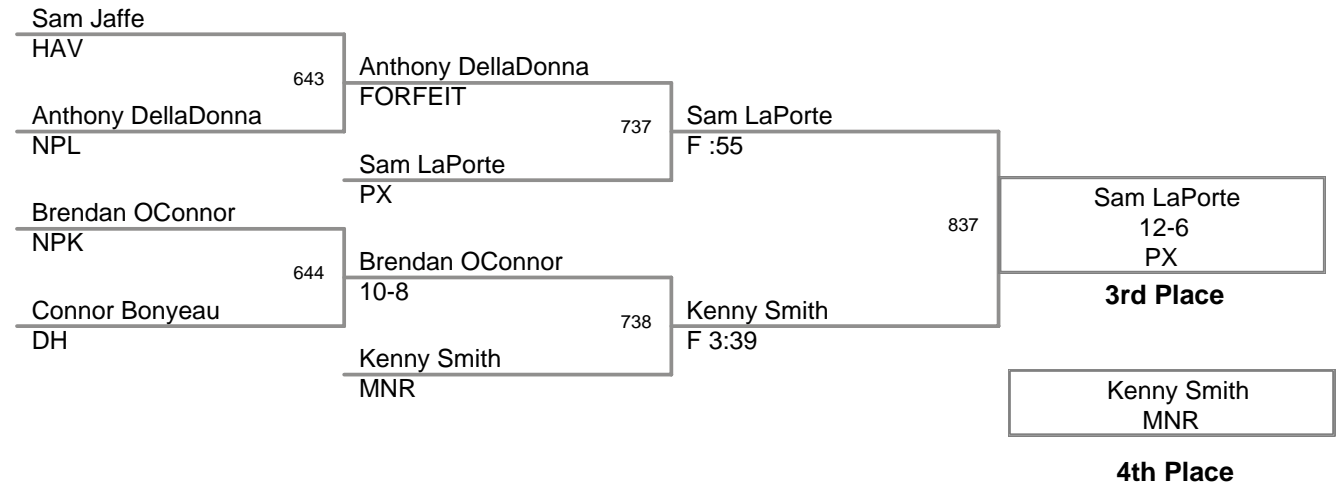 Sam Jaffe
HAV
643
Anthony DellaDonna
FORFEIT
Anthony DellaDonna
NPL
737
Sam LaPorte
F :55
Sam LaPorte
PX
Brendan OConnor
NPK
837
Sam LaPorte
12-6
PX
3rd Place
644
Brendan OConnor
10-8
Connor Bonyeau
DH
738
Kenny Smith
F 3:39
Kenny Smith
MNR
Kenny Smith
MNR
4th Place